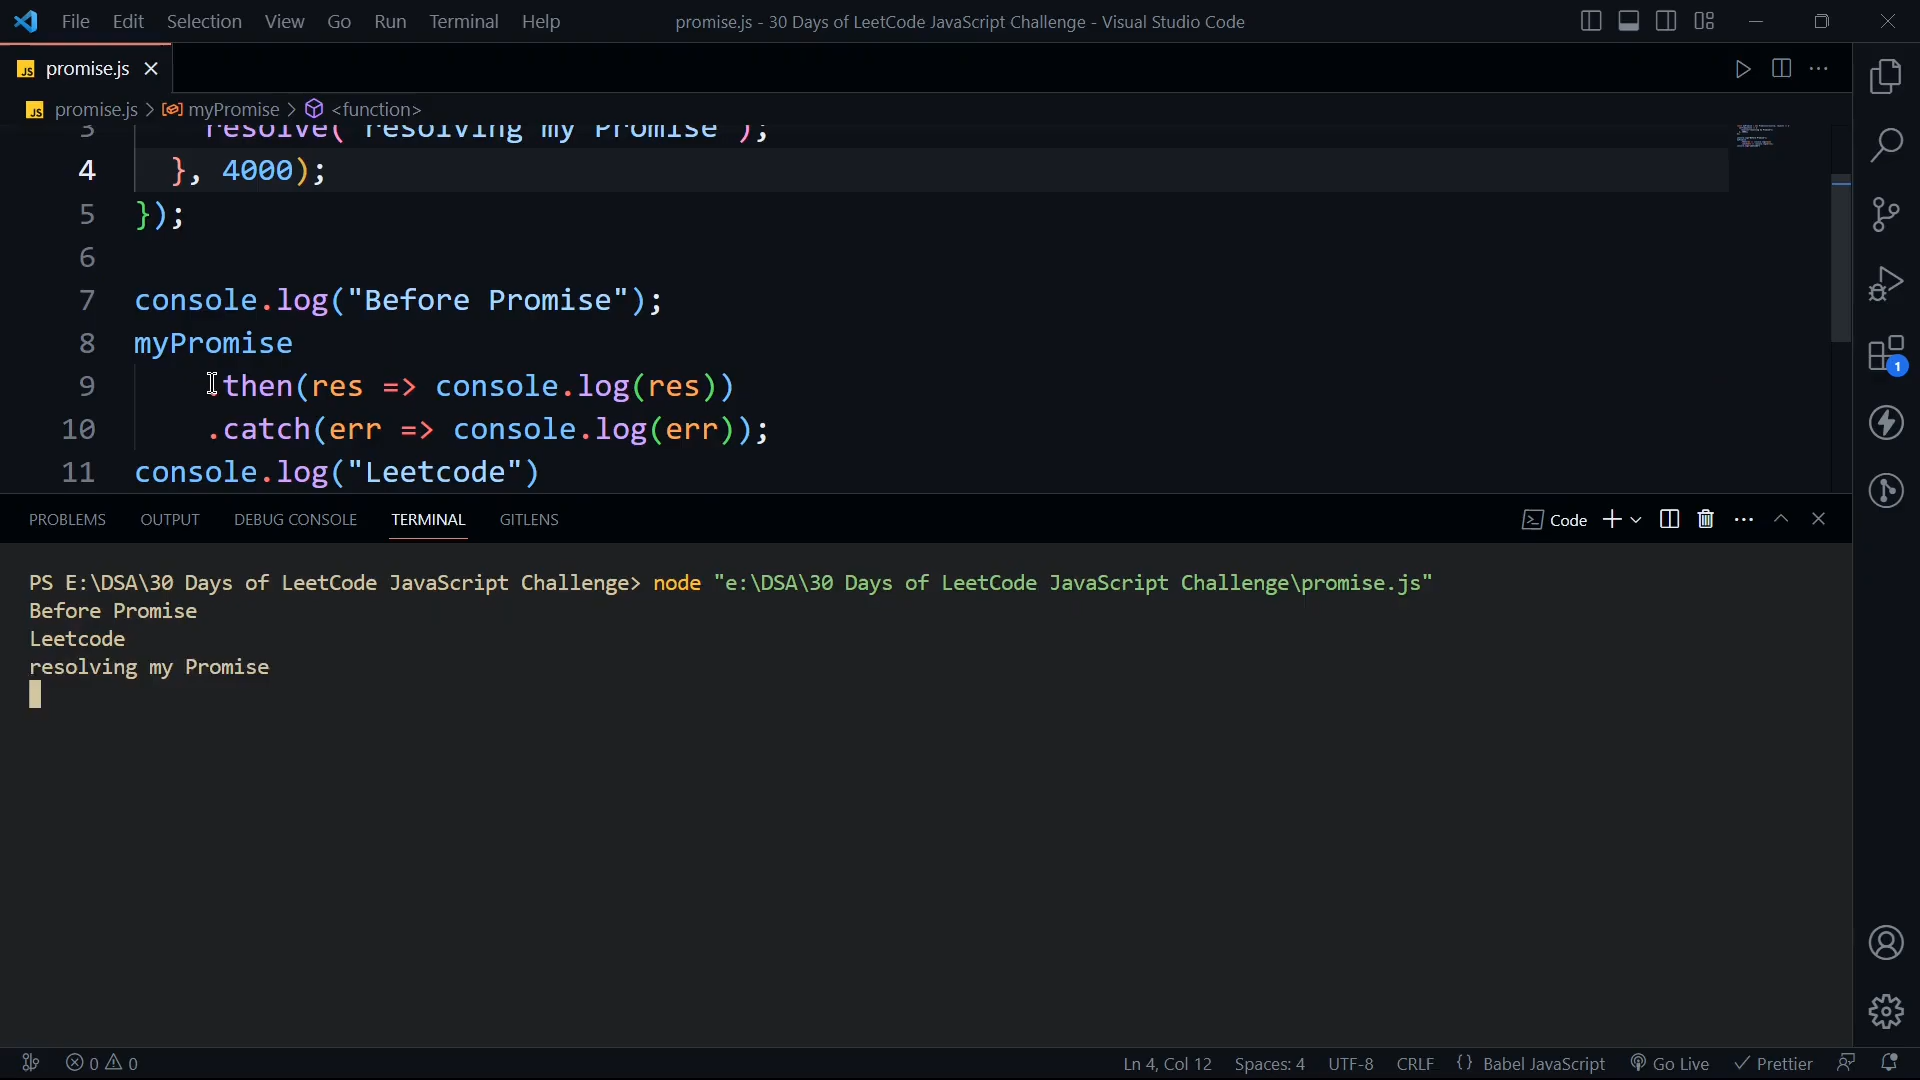 File Edit Selection View Go Run Terminal Help promise.js - 30 Days of LeetCode JavaScript Challenge - Visual Studio Code
JS promise.js
JS promise.js > myPromise > <function>
3 resolve("resolving my Promise");
4 }, 4000);
5 });
6
7 console.log("Before Promise");
8 myPromise
9 .then(res => console.log(res))
10 .catch(err => console.log(err));
11 console.log("Leetcode")
1
PROBLEMS OUTPUT DEBUG CONSOLE TERMINAL GITLENS Code
PS E:\DSA\30 Days of LeetCode JavaScript Challenge> node "e:\DSA\30 Days of LeetCode JavaScript Challenge\promise.js"
Before Promise
Leetcode
resolving my Promise
0 0 Ln 4, Col 12 Spaces: 4 UTF-8 CRLF {} Babel JavaScript Go Live Prettier